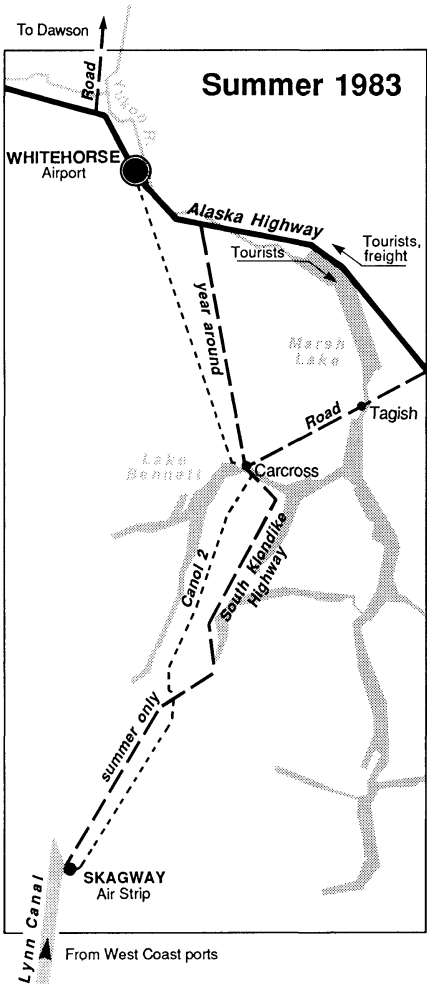 To Dawson
Road
Yukon R.
Summer 1983
WHITEHORSE
Airport
Alaska Highway
Tourists
Tourists,
freight
year around
Marsh
Lake
Road
Tagish
Lake
Bennett
Carcross
Canol 2
South Klondike
Highway
summer only
SKAGWAY
Air Strip
Lynn Canal
From West Coast ports